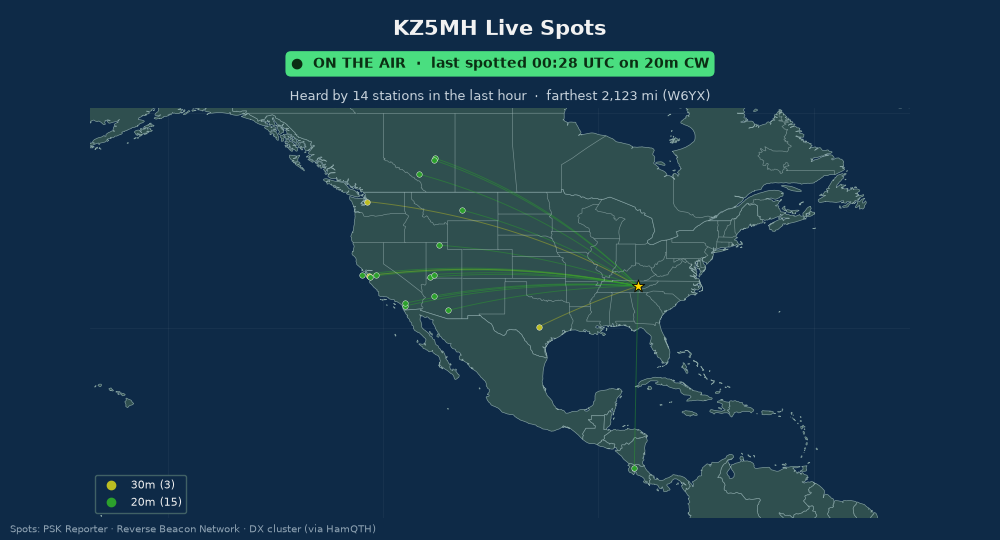 KZ5MH Live Spots
● ON THE AIR · last spotted 00:28 UTC on 20m CW
Heard by 14 stations in the last hour · farthest 2,123 mi (W6YX)
30m (3)
20m (15)
Spots: PSK Reporter · Reverse Beacon Network · DX cluster (via HamQTH)